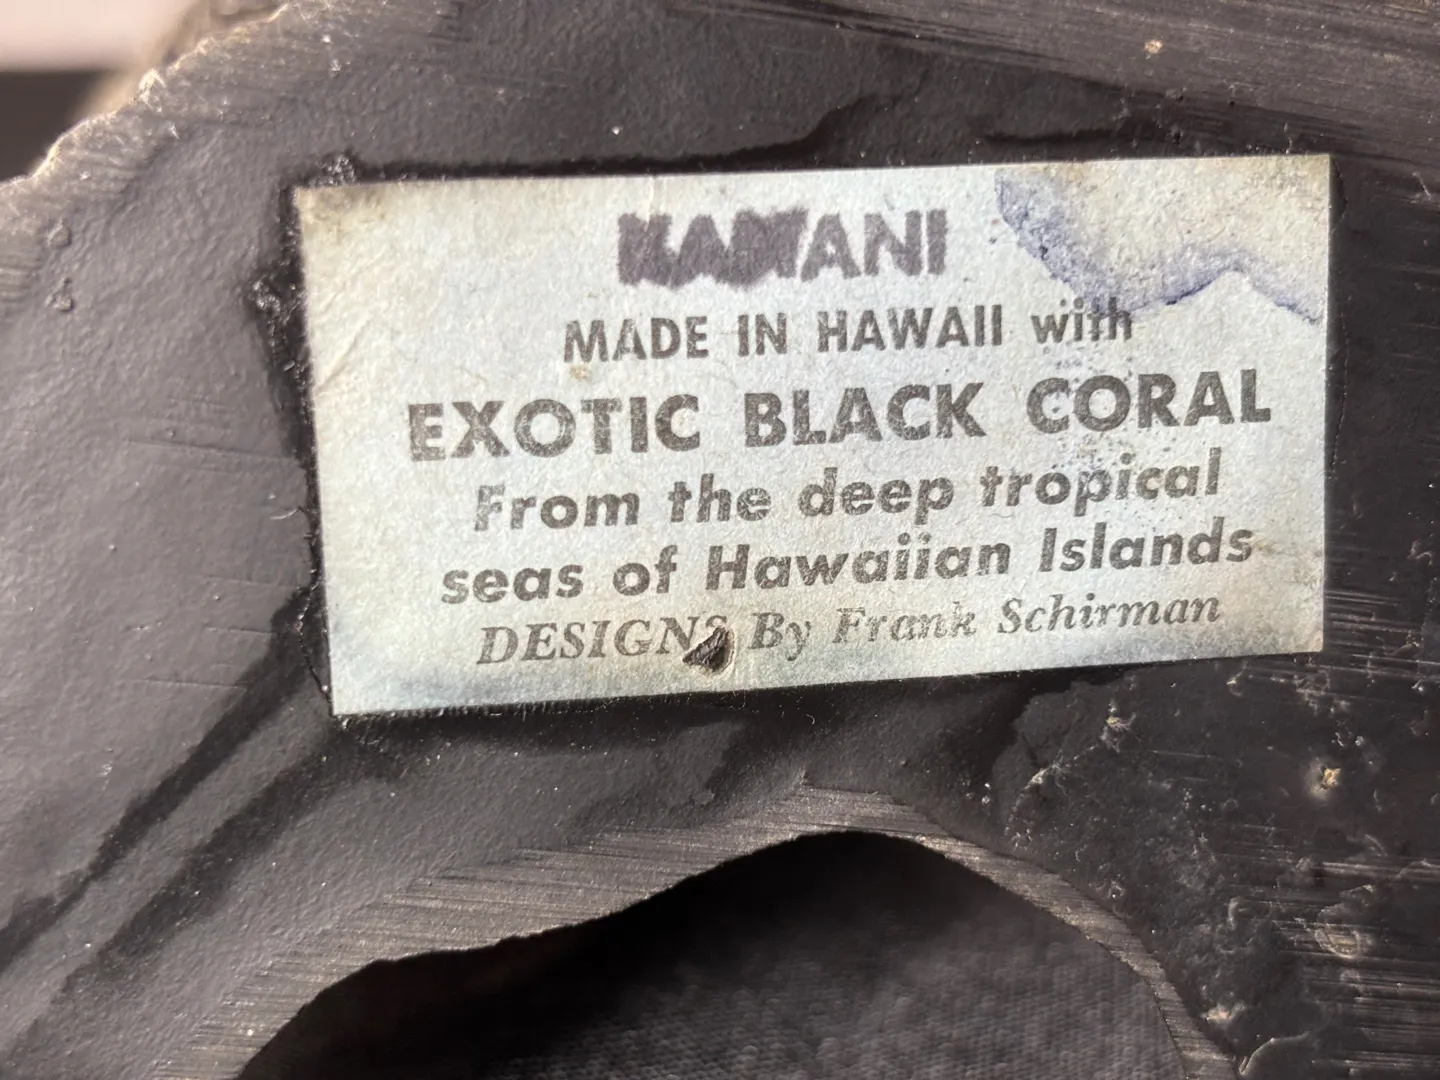 MADE IN HAWAII with
EXOTIC BLACK CORAL
From the deep tropical
seas of Hawaiian Islands
DESIGNS By Frank Schirman